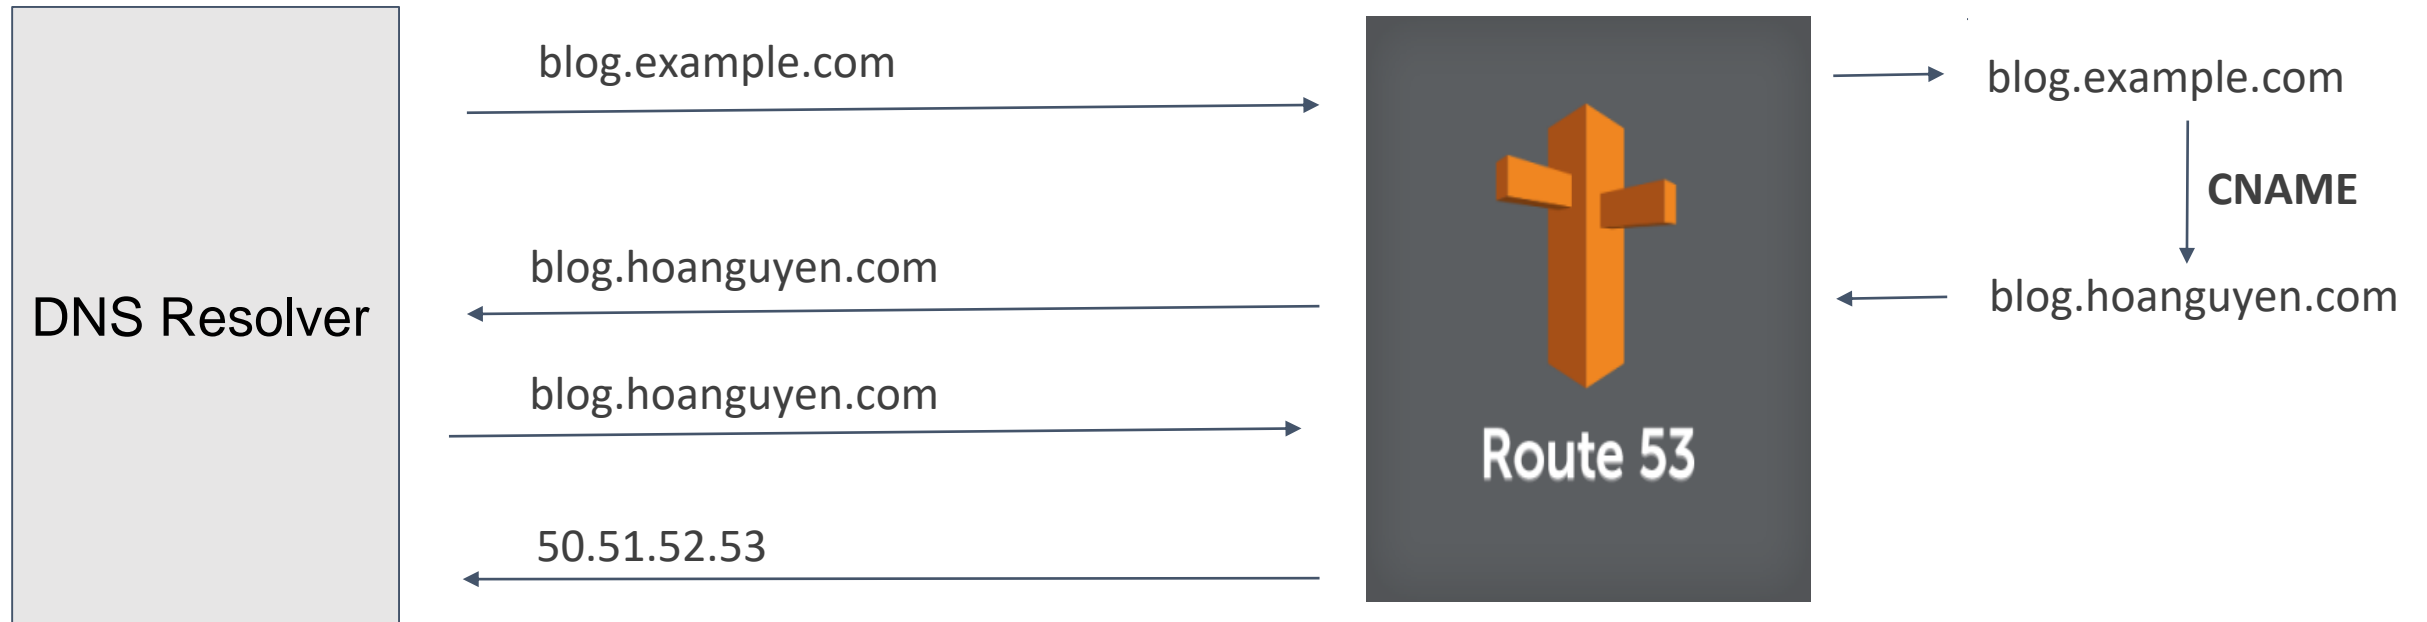 blog.example.com
blog.example.com
CNAME
blog.hoanguyen.com
blog.hoanguyen.com
DNS Resolver
blog.hoanguyen.com
Route 53
50.51.52.53